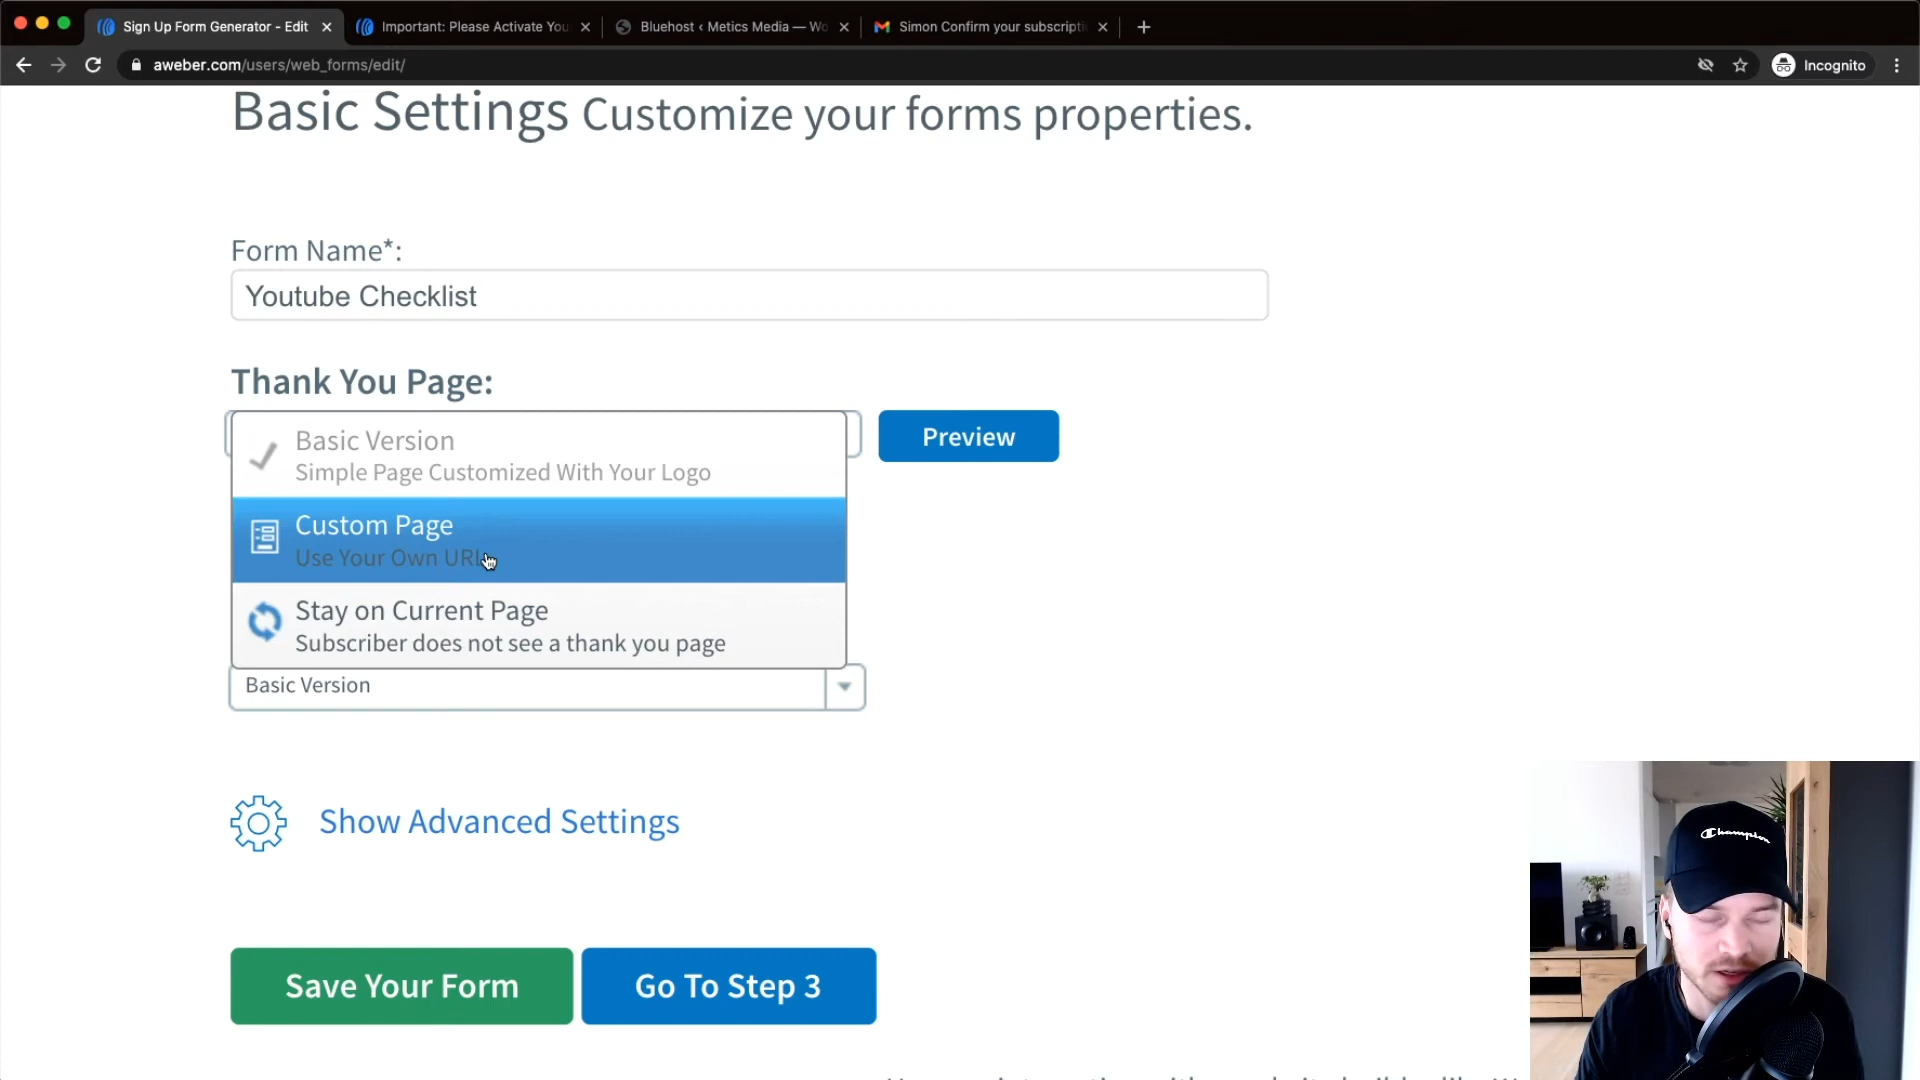 Sign Up Form Generator - Edit
Important: Please Activate You
Bluehost ‹ Metics Media — Wo
Simon Confirm your subscripti
aweber.com/users/web_forms/edit/
Incognito
Basic Settings Customize your forms properties.
Form Name*:
Youtube Checklist
Thank You Page:
Basic Version
Simple Page Customized With Your Logo
Preview
Custom Page
Use Your Own URL
Stay on Current Page
Subscriber does not see a thank you page
Basic Version
Show Advanced Settings
Save Your Form
Go To Step 3
Champion